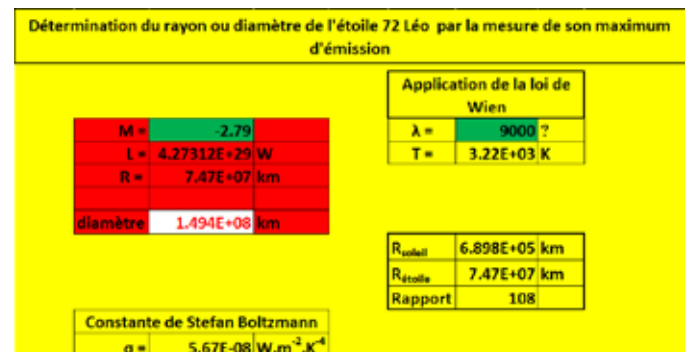 Détermination du rayon ou diamètre de l'étoile 72 Léo par la mesure de son maximum
d'émission
Application de la loi de
Wien
M = -2.79
λ = 9000 ?
L = 4.27312E+29 W
T = 3.22E+03 K
R = 7.47E+07 km
diamètre 1.494E+08 km
Rsoleil 6.898E+05 km
Rétoile 7.47E+07 km
Rapport 108
Constante de Stefan Boltzmann
σ = 5.67E-08 W.m⁻².K⁻⁴